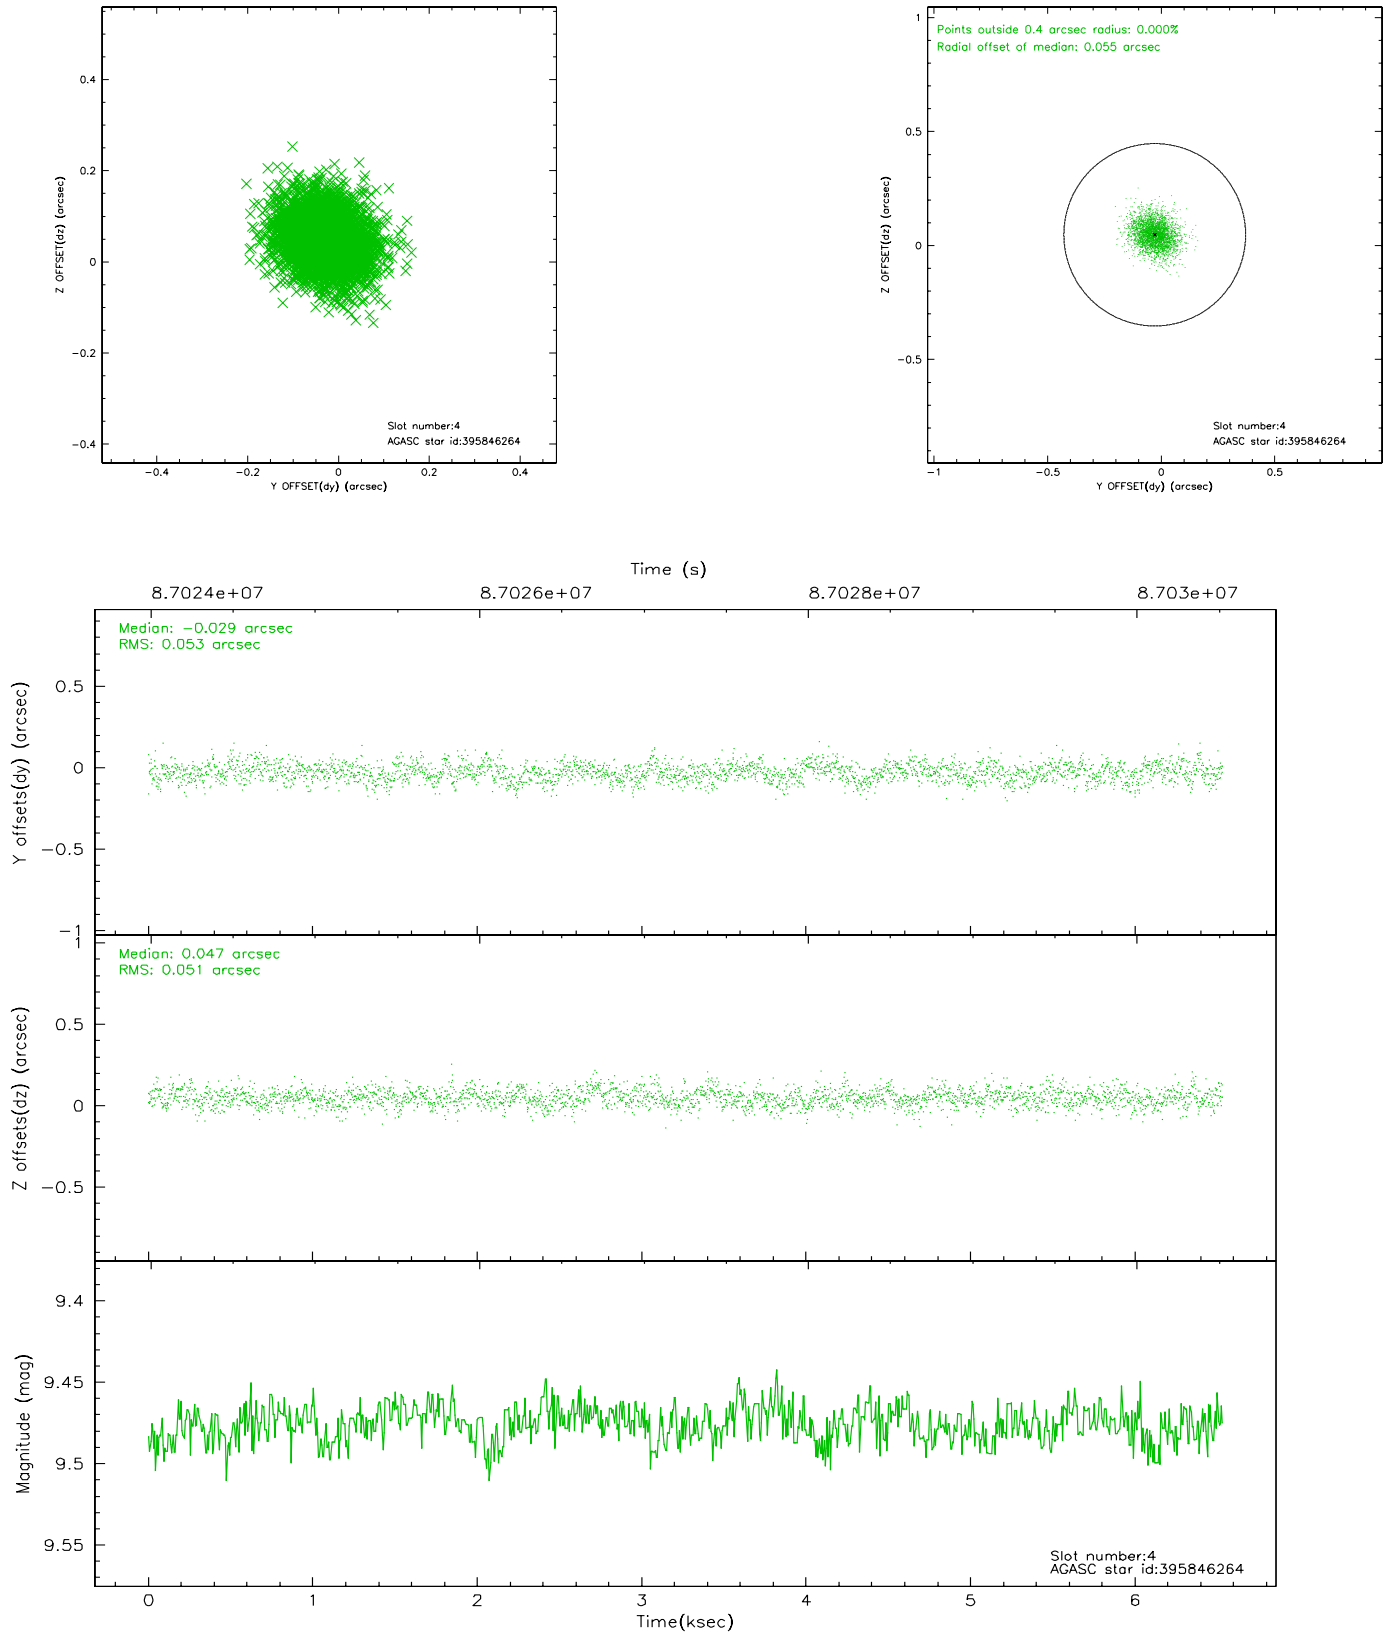 0.4
0.2
0
−0.2
−0.4
Z OFFSET(dz) (arcsec)
Slot number:4
AGASC star id:395846264
−0.4
−0.2
0
0.2
0.4
Y OFFSET(dy) (arcsec)
Points outside 0.4 arcsec radius: 0.000%
Radial offset of median: 0.055 arcsec
1
0.5
0
−0.5
Z OFFSET(dz) (arcsec)
Slot number:4
AGASC star id:395846264
−1
−0.5
0
0.5
Y OFFSET(dy) (arcsec)
Time (s)
8.7024e+07
8.7026e+07
8.7028e+07
8.703e+07
Median: −0.029 arcsec
RMS: 0.053 arcsec
0.5
0
−0.5
−1
Y offsets(dy) (arcsec)
Median: 0.047 arcsec
RMS: 0.051 arcsec
1
0.5
0
−0.5
Z offsets(dz) (arcsec)
9.4
9.45
9.5
9.55
Magnitude (mag)
Slot number:4
AGASC star id:395846264
0
1
2
3
4
5
6
Time(ksec)